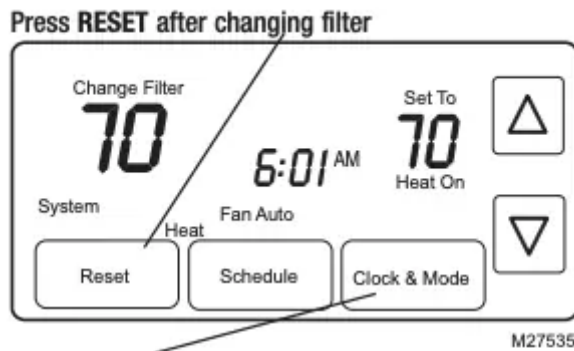 Press RESET after changing filter
Change Filter
70
6:01 AM
Set To
70
Heat On
System
Heat
Fan Auto
Reset
Schedule
Clock & Mode
M27535